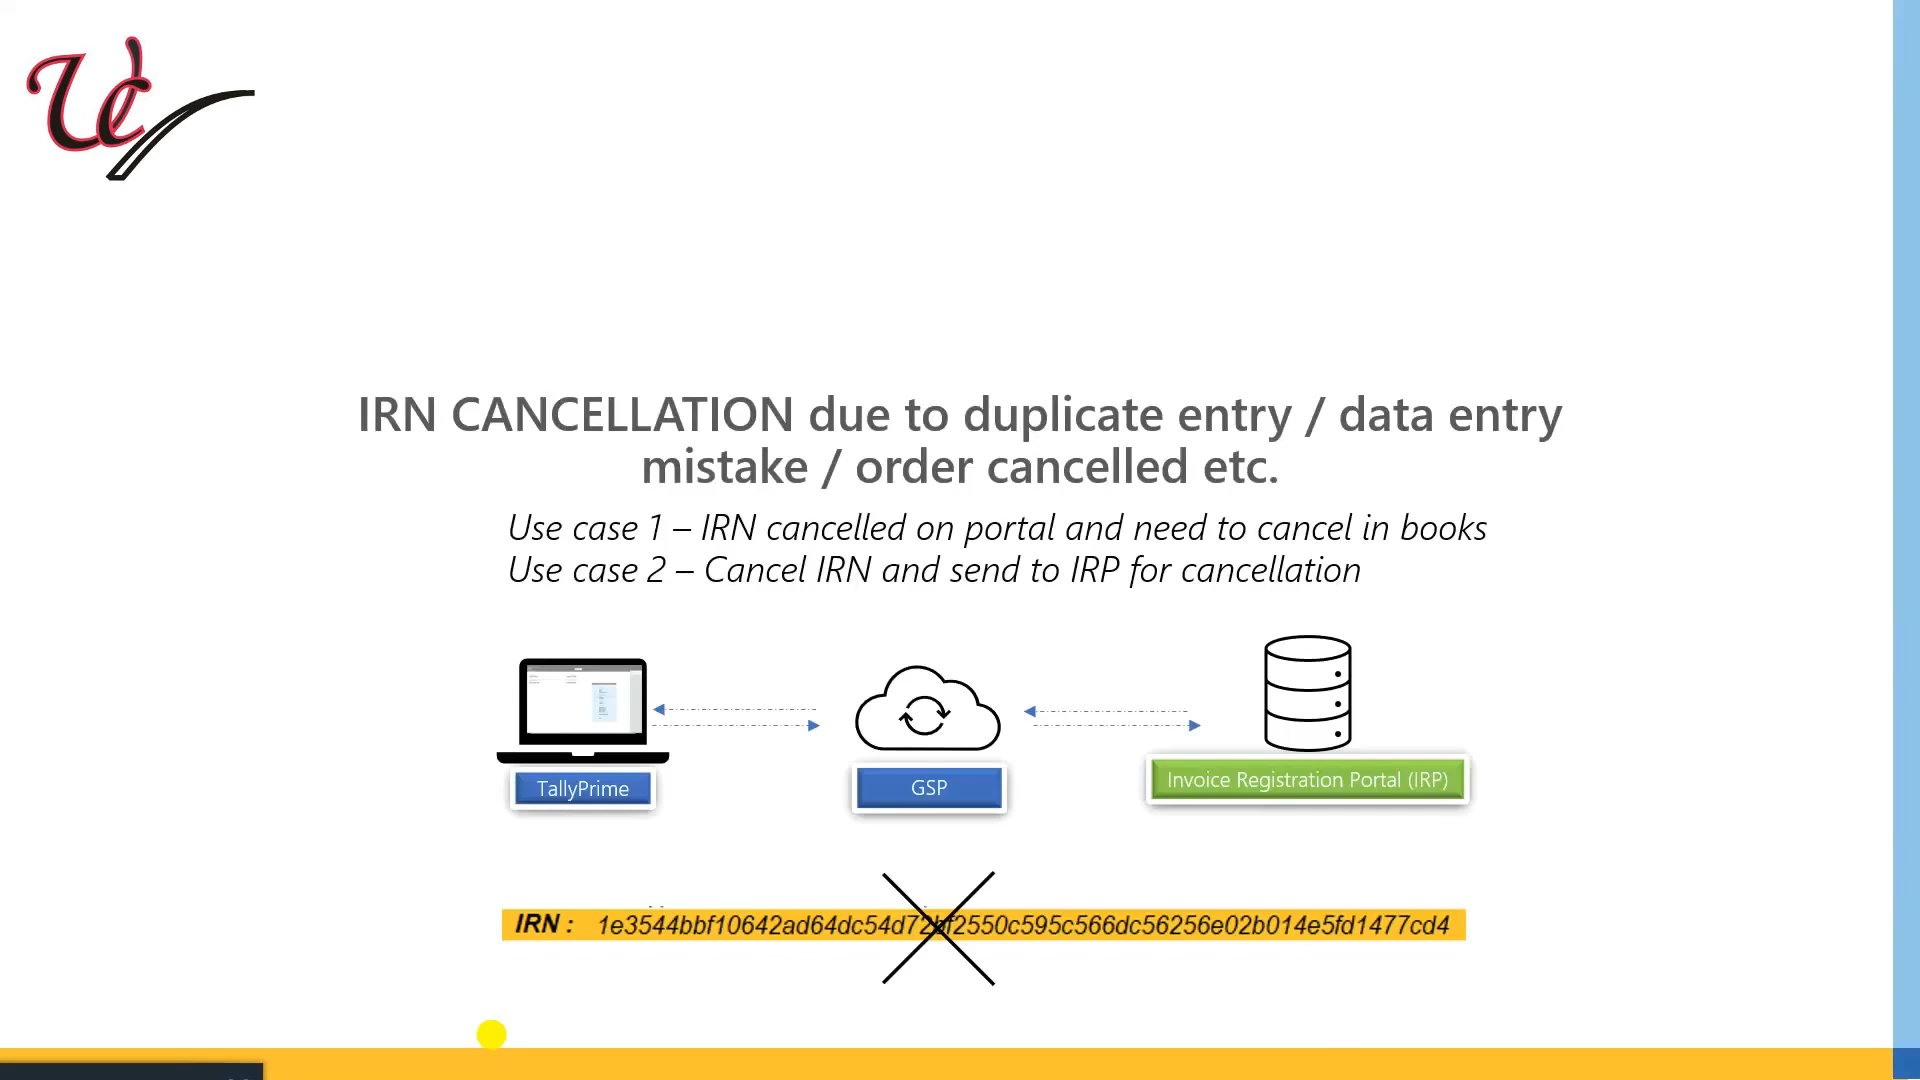 IRN CANCELLATION due to duplicate entry / data entry
mistake / order cancelled etc.
Use case 1 – IRN cancelled on portal and need to cancel in books
Use case 2 – Cancel IRN and send to IRP for cancellation
TallyPrime
GSP
Invoice Registration Portal (IRP)
IRN : 1e3544bbf10642ad64dc54d72bf2550c595c566dc56256e02b014e5fd1477cd4